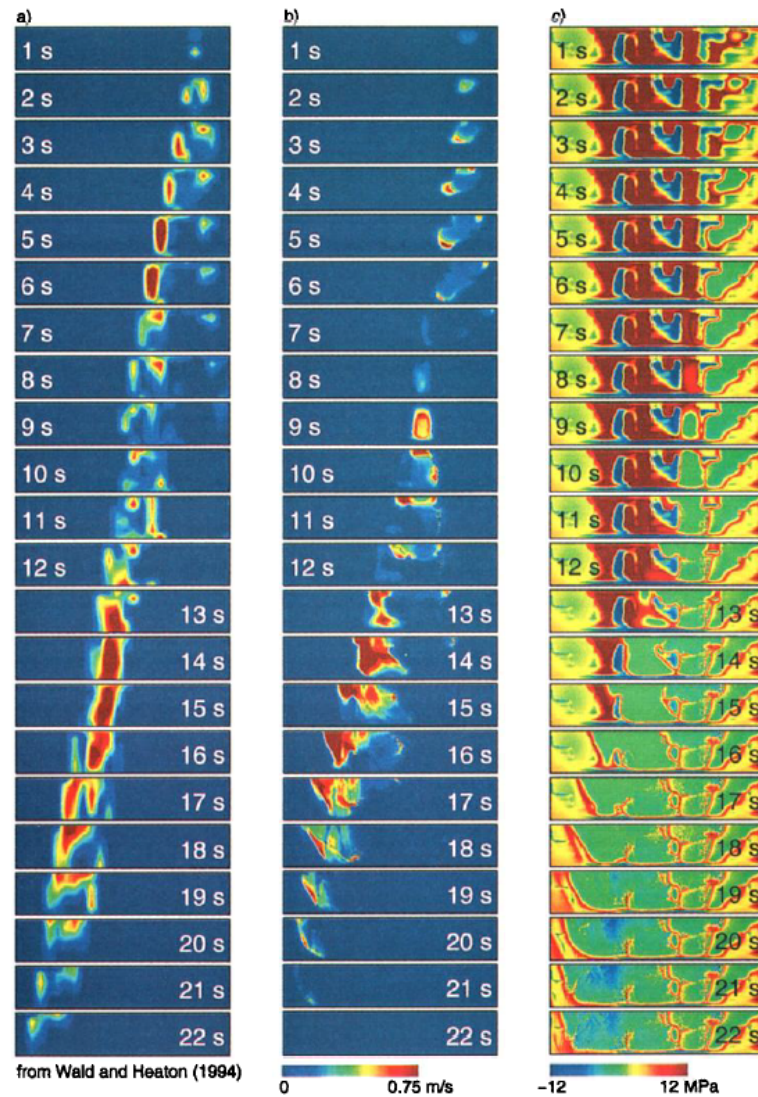 a) b) c)
1 s 1 s 1 s
2 s 2 s 2 s
3 s 3 s 3 s
4 s 4 s 4 s
5 s 5 s 5 s
6 s 6 s 6 s
7 s 7 s 7 s
8 s 8 s 8 s
9 s 9 s 9 s
10 s 10 s 10 s
11 s 11 s 11 s
12 s 12 s 12 s
13 s 13 s 13 s
14 s 14 s 14 s
15 s 15 s 15 s
16 s 16 s 16 s
17 s 17 s 17 s
18 s 18 s 18 s
19 s 19 s 19 s
20 s 20 s 20 s
21 s 21 s 21 s
22 s 22 s 22 s
from Wald and Heaton (1994) 0 0.75 m/s −12 12 MPa